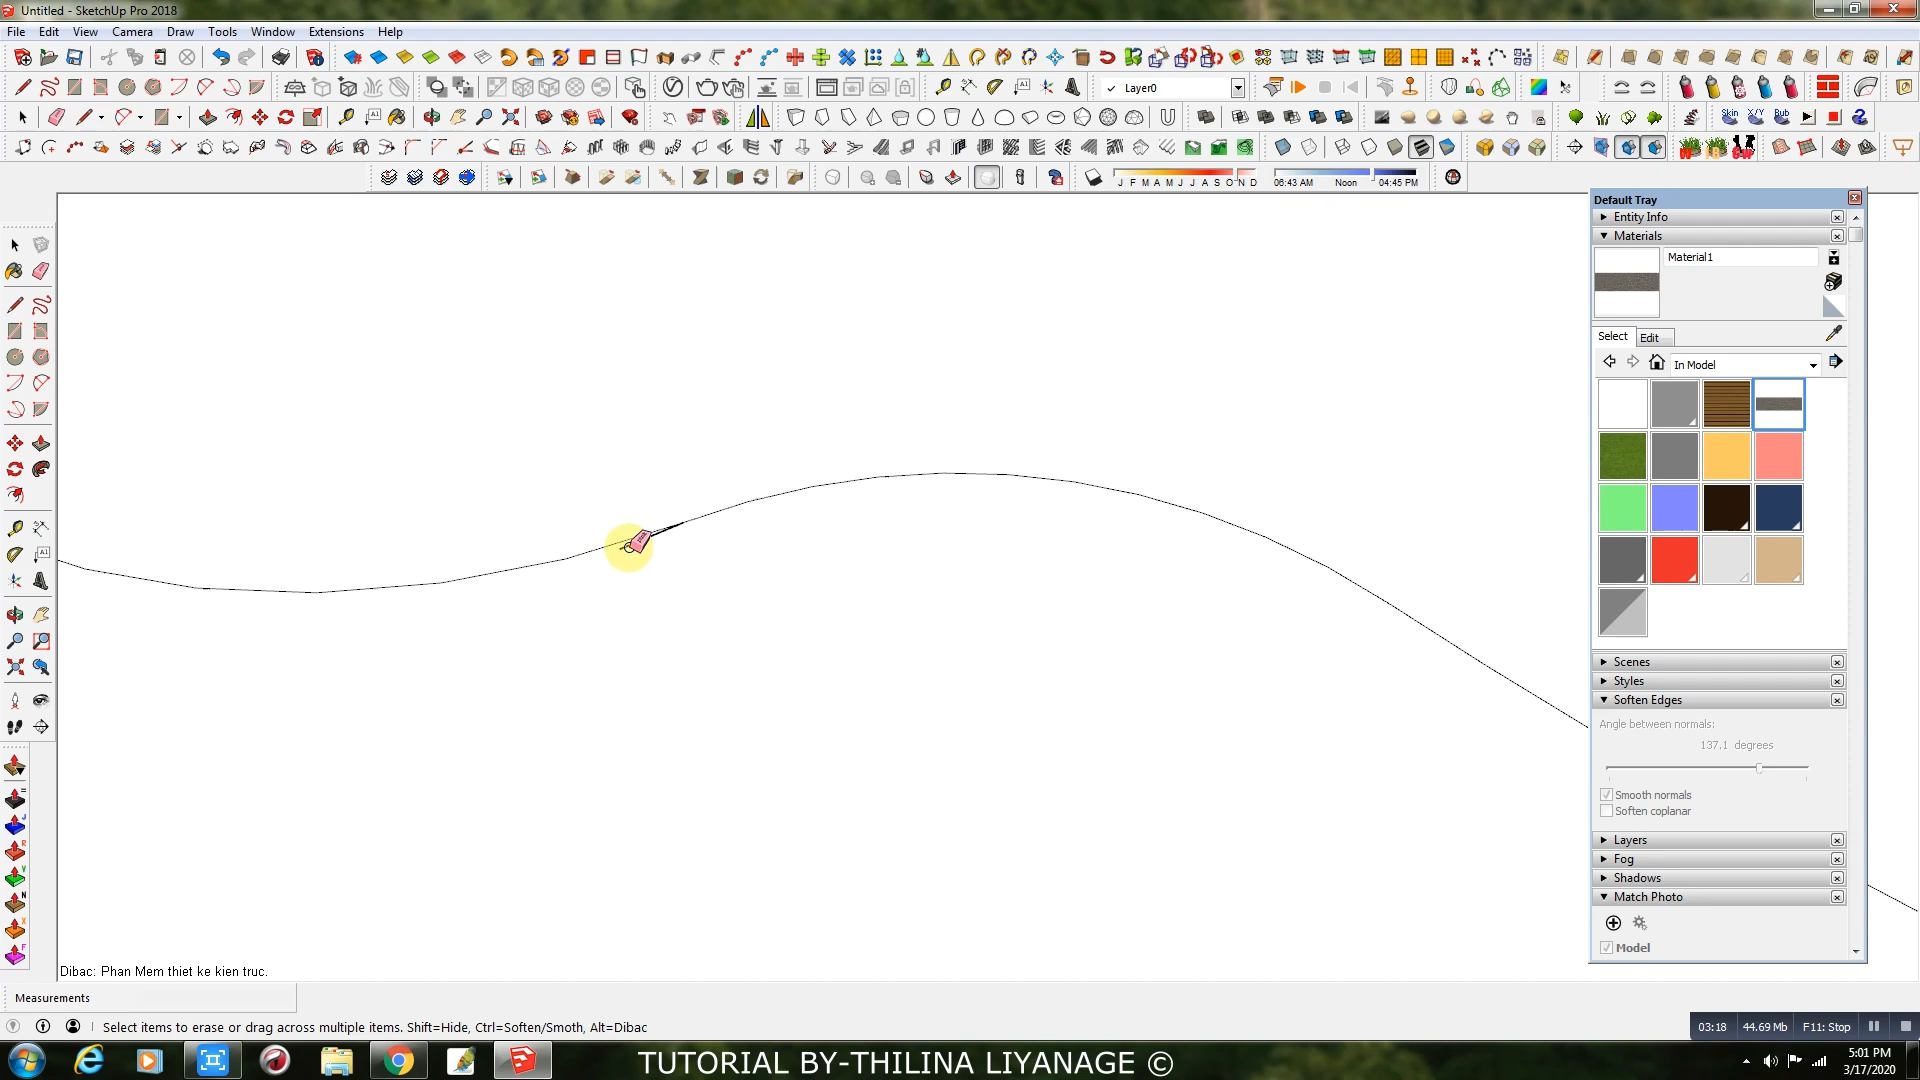 Untitled - SketchUp Pro 2018
File Edit View Camera Draw Tools Window Extensions Help
Layer0
Skin X/Y Bub
J F M A M J J A S O N D
06:43 AM Noon 04:45 PM
Default Tray
Entity Info
Materials
Material1
Select Edit
In Model
Scenes
Styles
Soften Edges
Angle between normals:
137.1 degrees
Smooth normals
Soften coplanar
Layers
Fog
Shadows
Match Photo
Model
Dibac: Phan Mem thiet ke kien truc.
Measurements
Select items to erase or drag across multiple items. Shift=Hide, Ctrl=Soften/Smoth, Alt=Dibac
03:18 44.69 Mb F11: Stop
TUTORIAL BY-THILINA LIYANAGE ©
5:01 PM
3/17/2020